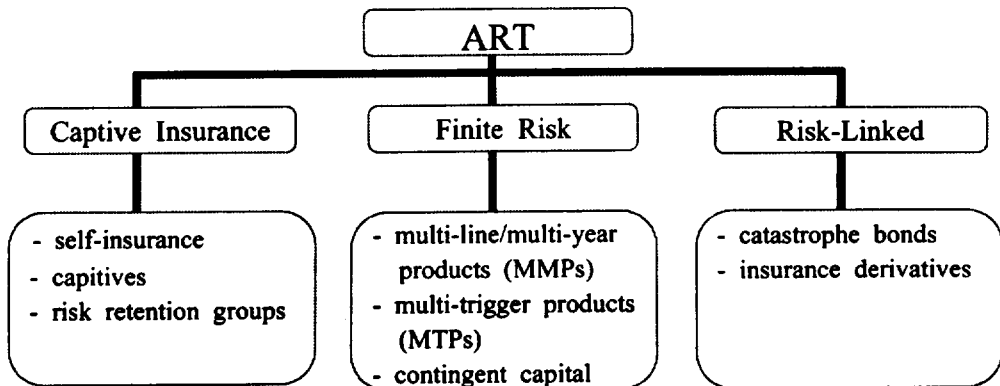 ART
Captive Insurance
Finite Risk
Risk-Linked
- self-insurance
- capitives
- risk retention groups
- multi-line/multi-year
products (MMPs)
- multi-trigger products
(MTPs)
- contingent capital
- catastrophe bonds
- insurance derivatives